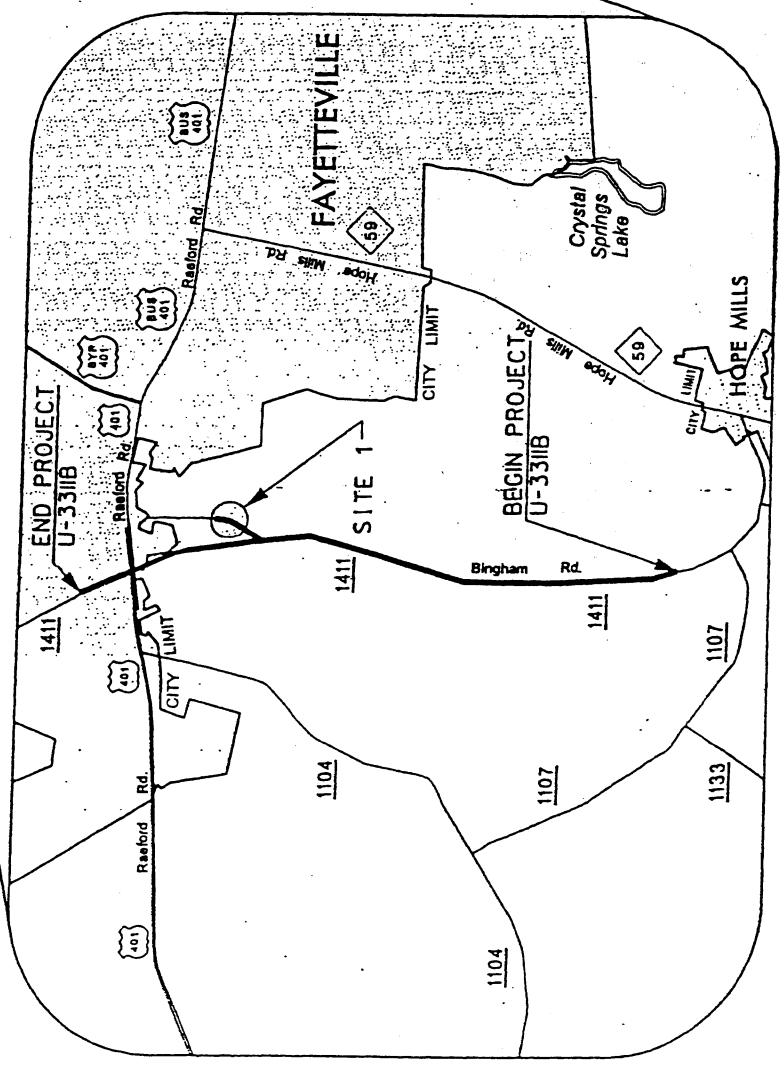 END PROJECT
U-3311B
1411
401
BYP
401
BUS
401
BUS
401
Raeford Rd.
Raeford Rd.
FAYETTEVILLE
59
Hope Mills Rd.
CITY LIMIT
Crystal
Springs
Lake
SITE 1
1411
Bingham Rd.
1411
BEGIN PROJECT
U-3311B
Hope Mills Rd.
59
CITY LIMIT
HOPE MILLS
401
CITY LIMIT
Raeford Rd.
401
1104
1104
1107
1107
1133